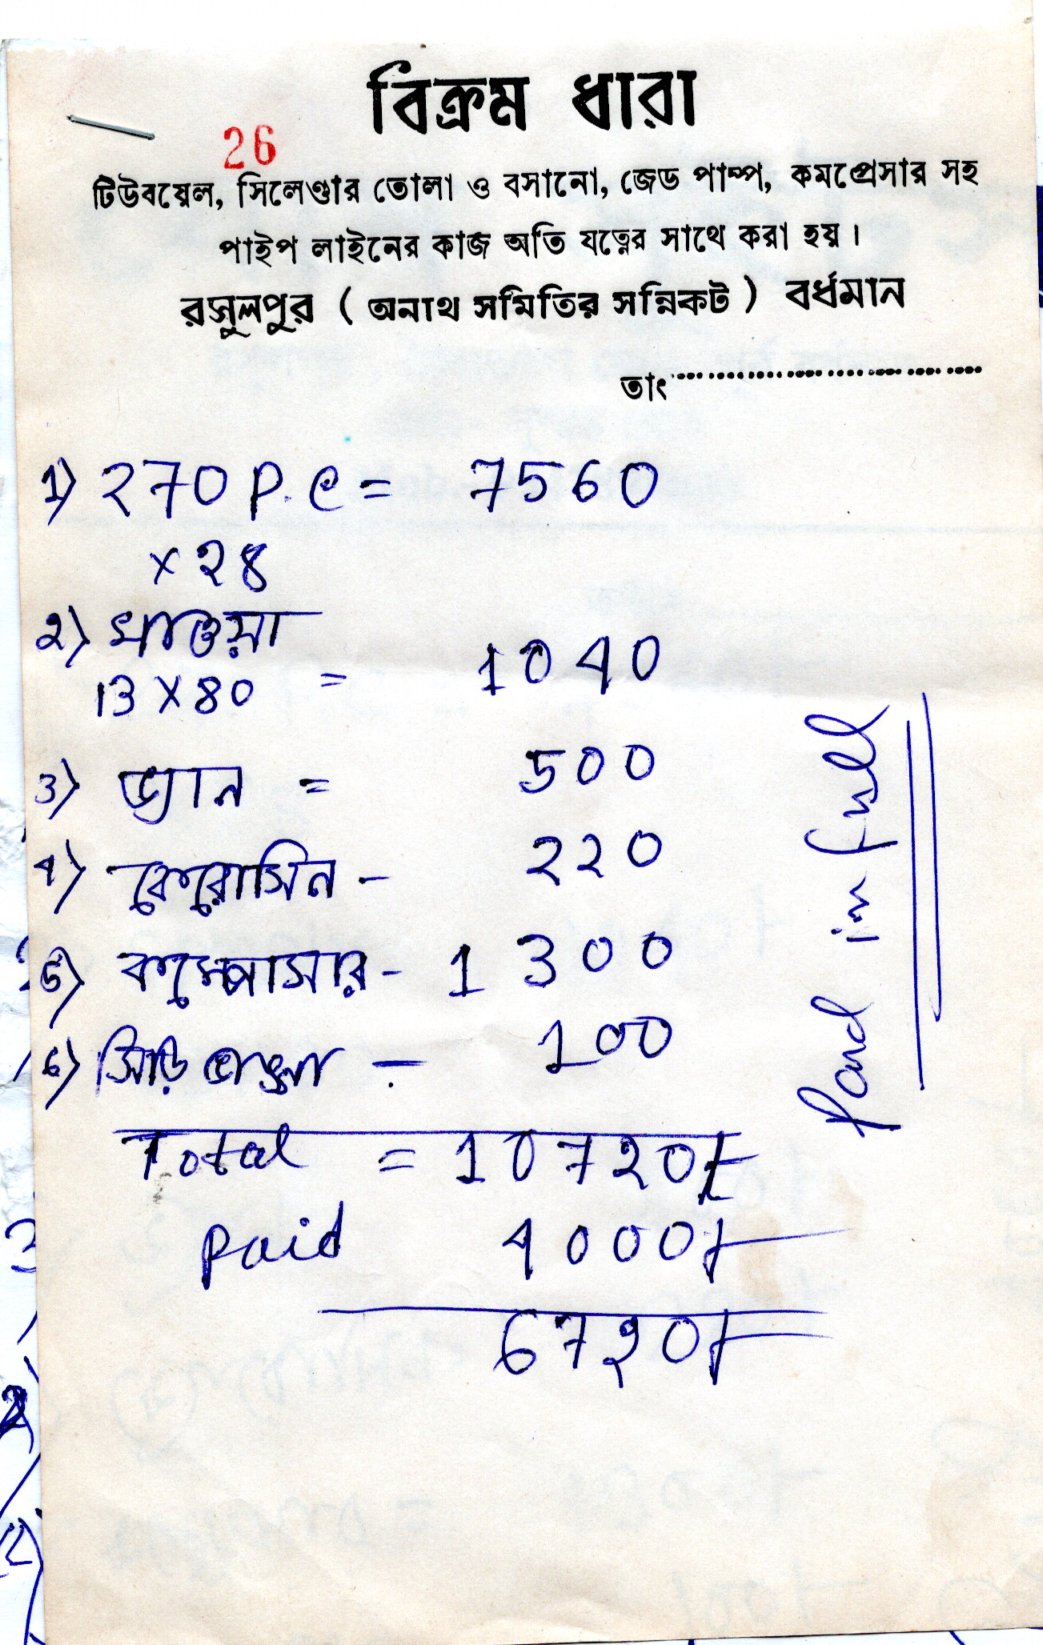 বিক্রম ধারা
26
টিউবয়েল, সিলেণ্ডার তোলা ও বসানো, জেড পাম্প, কমপ্রেসার সহ
পাইপ লাইনের কাজ অতি যত্নের সাথে করা হয়।
রসুলপুর ( অনাথ সমিতির সন্নিকট ) বর্ধমান
তাং
1) 270 P.C = 7560
x 28
2) খাওয়া
13 X 80 = 1040
3) ভ্যান = 500
4) কেরোসিন - 220
5) 1300
6) সিড়ি ভাঙ্গা - 100
Total = 10720/-
Paid 4000/-
6720/-
Paid in full